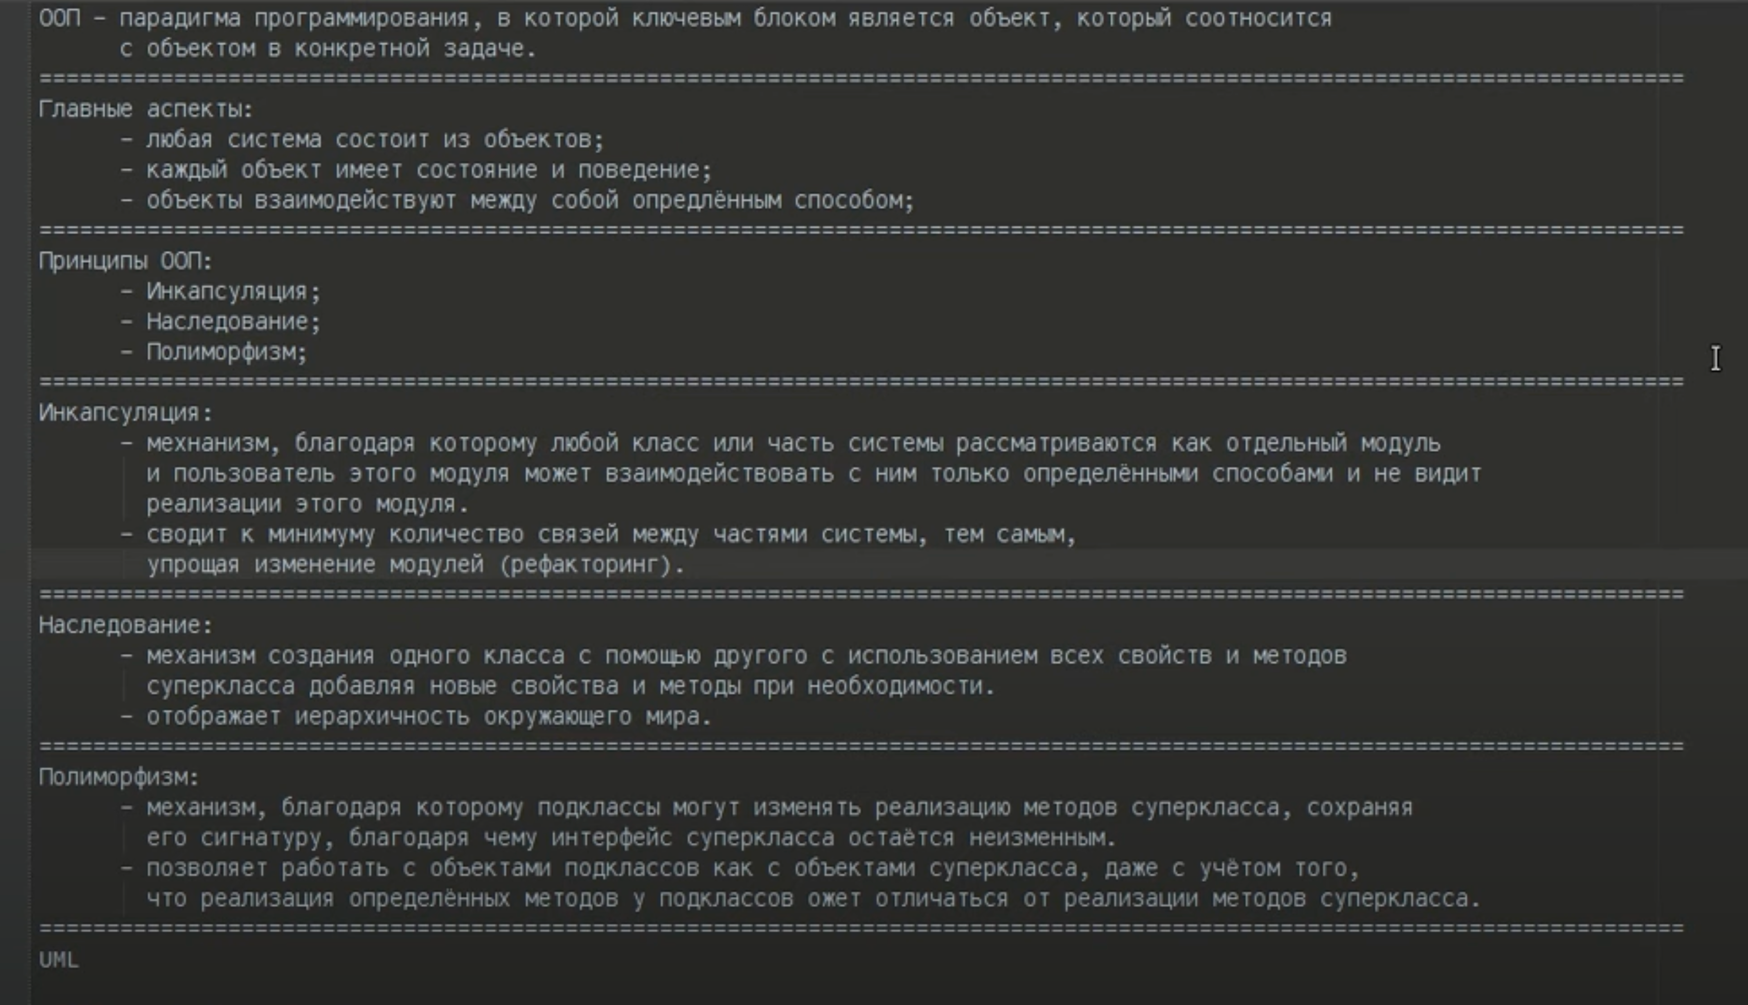 ООП – парадигма программирования, в которой ключевым блоком является объект, который соотносится
с объектом в конкретной задаче.
==========================================================================================================================
Главные аспекты:
– любая система состоит из объектов;
– каждый объект имеет состояние и поведение;
– объекты взаимодействуют между собой опредлённым способом;
==========================================================================================================================
Принципы ООП:
– Инкапсуляция;
– Наследование;
– Полиморфизм;
==========================================================================================================================
Инкапсуляция:
– мехнанизм, благодаря которому любой класс или часть системы рассматриваются как отдельный модуль
и пользователь этого модуля может взаимодействовать с ним только определёнными способами и не видит
реализации этого модуля.
– сводит к минимуму количество связей между частями системы, тем самым,
упрощая изменение модулей (рефакторинг).
==========================================================================================================================
Наследование:
– механизм создания одного класса с помощью другого с использованием всех свойств и методов
суперкласса добавляя новые свойства и методы при необходимости.
– отображает иерархичность окружающего мира.
==========================================================================================================================
Полиморфизм:
– механизм, благодаря которому подклассы могут изменять реализацию методов суперкласса, сохраняя
его сигнатуру, благодаря чему интерфейс суперкласса остаётся неизменным.
– позволяет работать с объектами подклассов как с объектами суперкласса, даже с учётом того,
что реализация определённых методов у подклассов ожет отличаться от реализации методов суперкласса.
==========================================================================================================================
UML